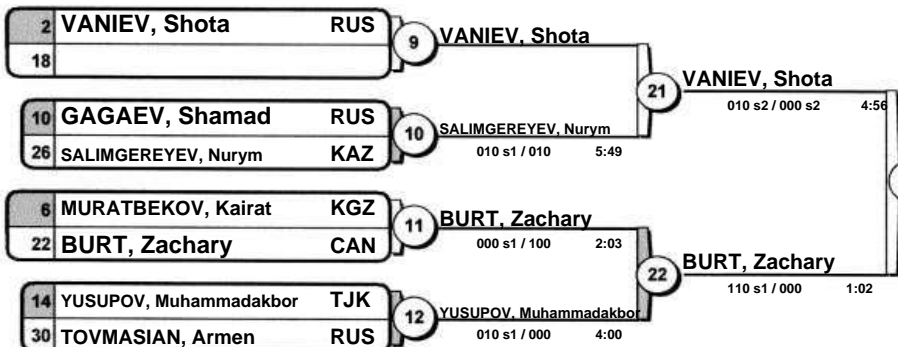 2 VANIEV, Shota RUS
18
9
VANIEV, Shota
10 GAGAEV, Shamad RUS
26 SALIMGEREYEV, Nurym KAZ
10
SALIMGEREYEV, Nurym
010 s1 / 010 5:49
21
VANIEV, Shota
010 s2 / 000 s2 4:56
6 MURATBEKOV, Kairat KGZ
22 BURT, Zachary CAN
11
BURT, Zachary
000 s1 / 100 2:03
14 YUSUPOV, Muhammadakbor TJK
30 TOVMASIAN, Armen RUS
12
YUSUPOV, Muhammadakbor
010 s1 / 000 4:00
22
BURT, Zachary
110 s1 / 000 1:02